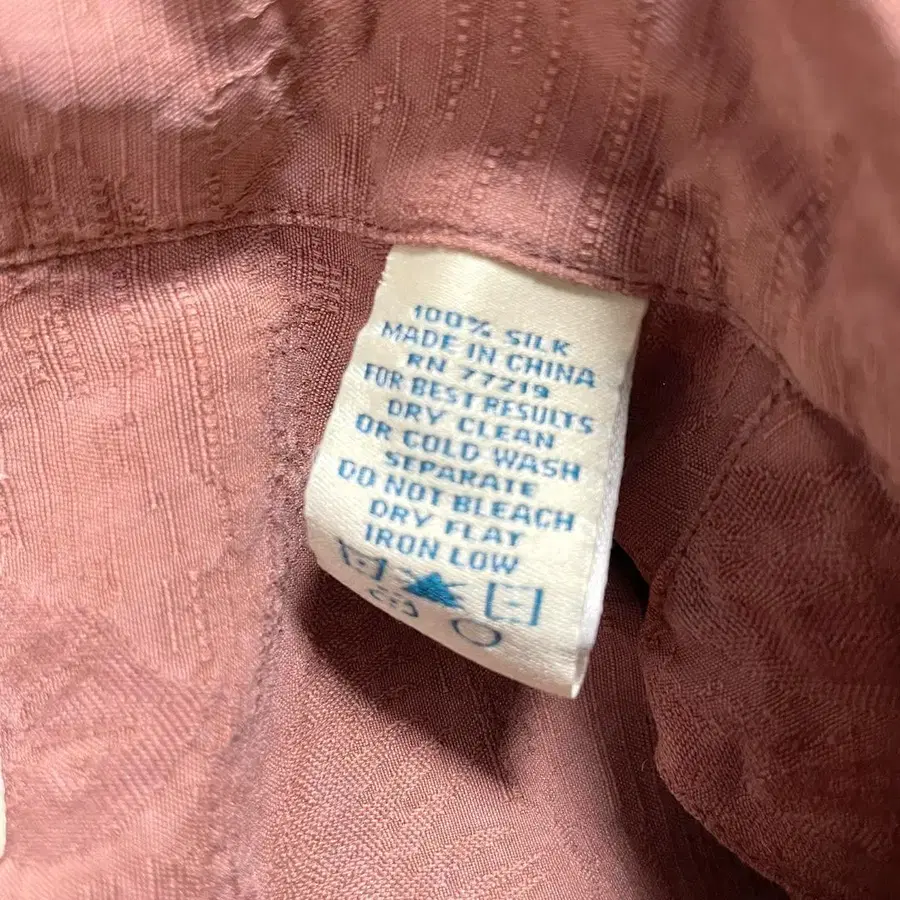 100% SILK
MADE IN CHINA
RN 77219
FOR BEST RESULTS
DRY CLEAN
OR COLD WASH
SEPARATE
DO NOT BLEACH
DRY FLAT
IRON LOW